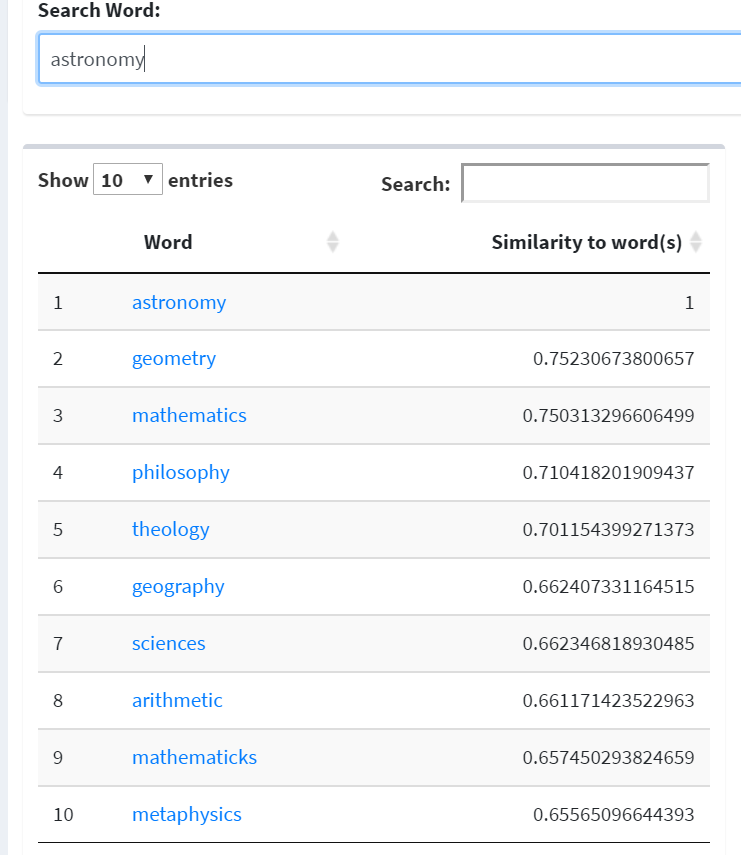 Search Word:
astronomy
Show 10 ▼ entries Search:
Word Similarity to word(s)
1 astronomy 1
2 geometry 0.75230673800657
3 mathematics 0.750313296606499
4 philosophy 0.710418201909437
5 theology 0.701154399271373
6 geography 0.662407331164515
7 sciences 0.662346818930485
8 arithmetic 0.661171423522963
9 mathematicks 0.657450293824659
10 metaphysics 0.65565096644393